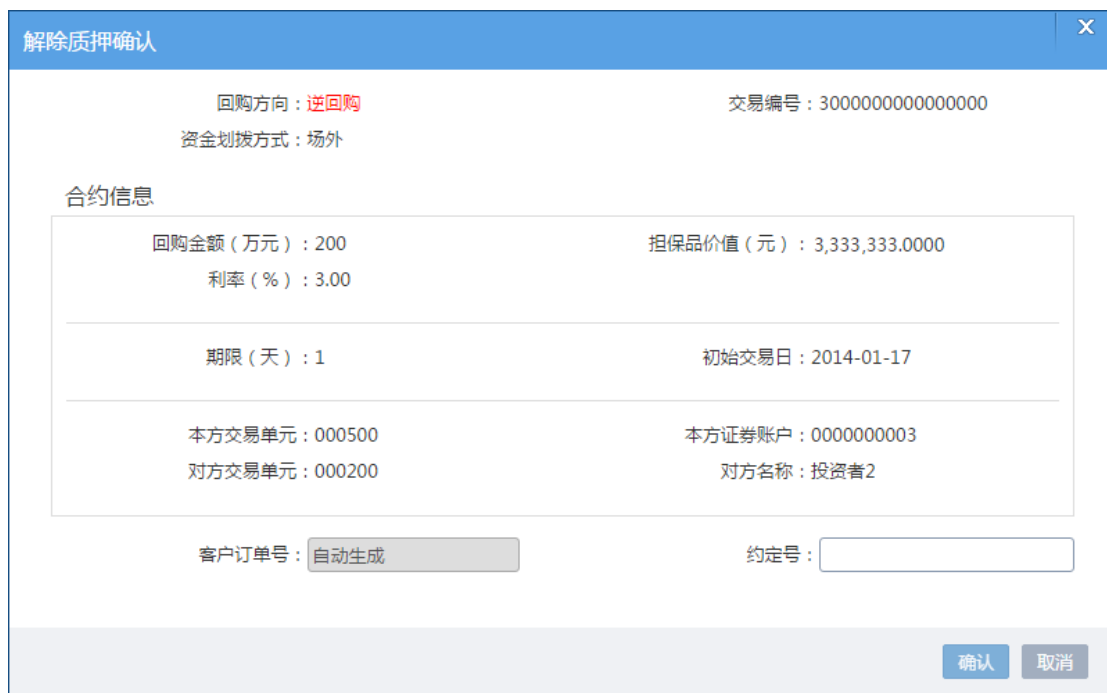 解除质押确认 X
回购方向：逆回购 交易编号：3000000000000000
资金划拨方式：场外
合约信息
回购金额（万元）：200 担保品价值（元）：3,333,333.0000
利率（%）：3.00
期限（天）：1 初始交易日：2014-01-17
本方交易单元：000500 本方证券账户：0000000003
对方交易单元：000200 对方名称：投资者2
客户订单号：自动生成 约定号：
确认 取消